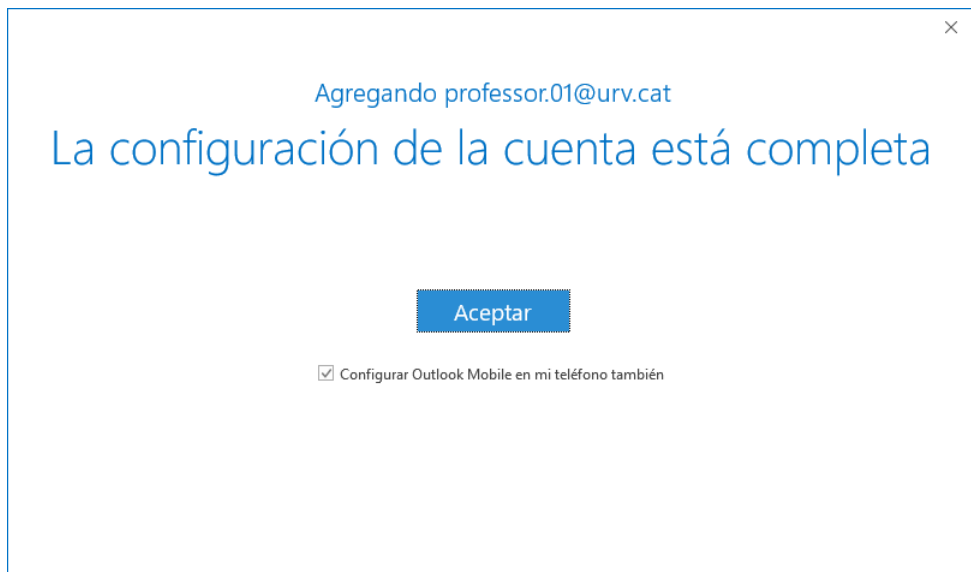 Agregando professor.01@urv.cat
La configuración de la cuenta está completa
Aceptar
Configurar Outlook Mobile en mi teléfono también